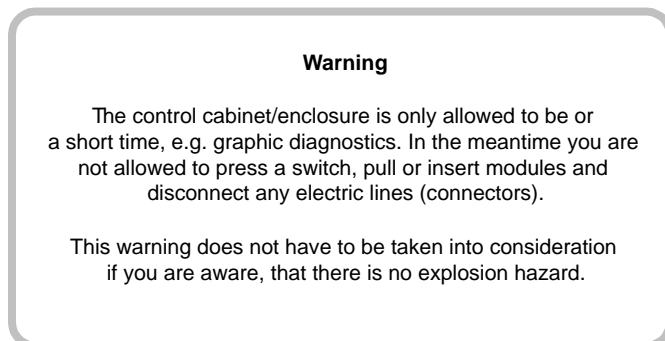 Warning
The control cabinet/enclosure is only allowed to be or
a short time, e.g. graphic diagnostics. In the meantime you are
not allowed to press a switch, pull or insert modules and
disconnect any electric lines (connectors).
This warning does not have to be taken into consideration
if you are aware, that there is no explosion hazard.